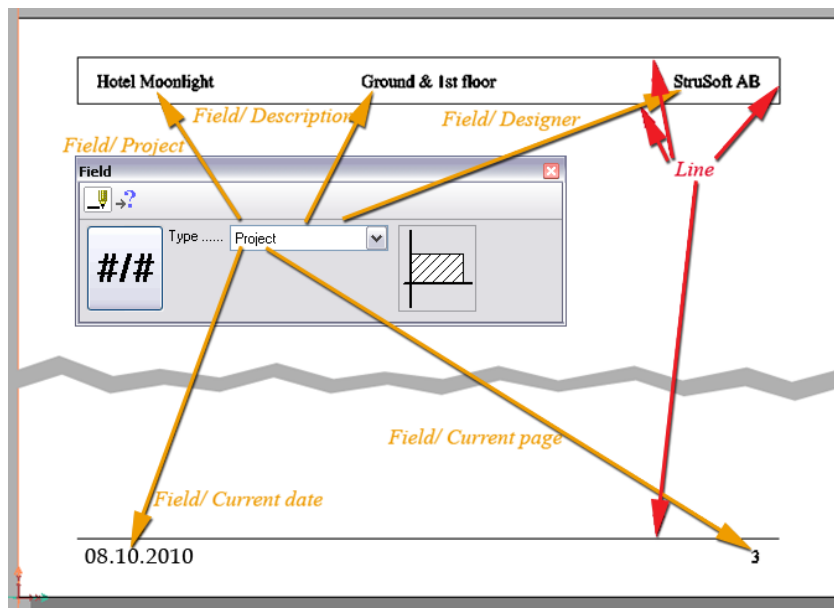 Hotel Moonlight Ground & 1st floor StruSoft AB
Field/ Description
Field/ Designer
Field/ Project
Line
Field
Type ...... Project
#/#
Field/ Current page
Field/ Current date
08.10.2010 3